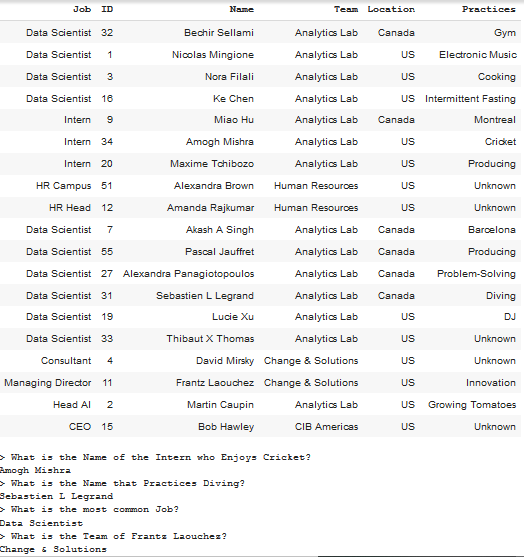 Job ID Name Team Location Practices
Data Scientist 32 Bechir Sellami Analytics Lab Canada Gym
Data Scientist 1 Nicolas Mingione Analytics Lab US Electronic Music
Data Scientist 3 Nora Filali Analytics Lab US Cooking
Data Scientist 16 Ke Chen Analytics Lab US Intermittent Fasting
Intern 9 Miao Hu Analytics Lab Canada Montreal
Intern 34 Amogh Mishra Analytics Lab US Cricket
Intern 20 Maxime Tchibozo Analytics Lab US Producing
HR Campus 51 Alexandra Brown Human Resources US Unknown
HR Head 12 Amanda Rajkumar Human Resources US Unknown
Data Scientist 7 Akash A Singh Analytics Lab Canada Barcelona
Data Scientist 55 Pascal Jauffret Analytics Lab Canada Producing
Data Scientist 27 Alexandra Panagiotopoulos Analytics Lab Canada Problem-Solving
Data Scientist 31 Sebastien L Legrand Analytics Lab Canada Diving
Data Scientist 19 Lucie Xu Analytics Lab US DJ
Data Scientist 33 Thibaut X Thomas Analytics Lab US Unknown
Consultant 4 David Mirsky Change & Solutions US Unknown
Managing Director 11 Frantz Laouchez Change & Solutions US Innovation
Head AI 2 Martin Caupin Analytics Lab US Growing Tomatoes
CEO 15 Bob Hawley CIB Americas US Unknown
> What is the Name of the Intern who Enjoys Cricket?
Amogh Mishra
> What is the Name that Practices Diving?
Sebastien L Legrand
> What is the most common Job?
Data Scientist
> What is the Team of Frantz Laouchez?
Change & Solutions